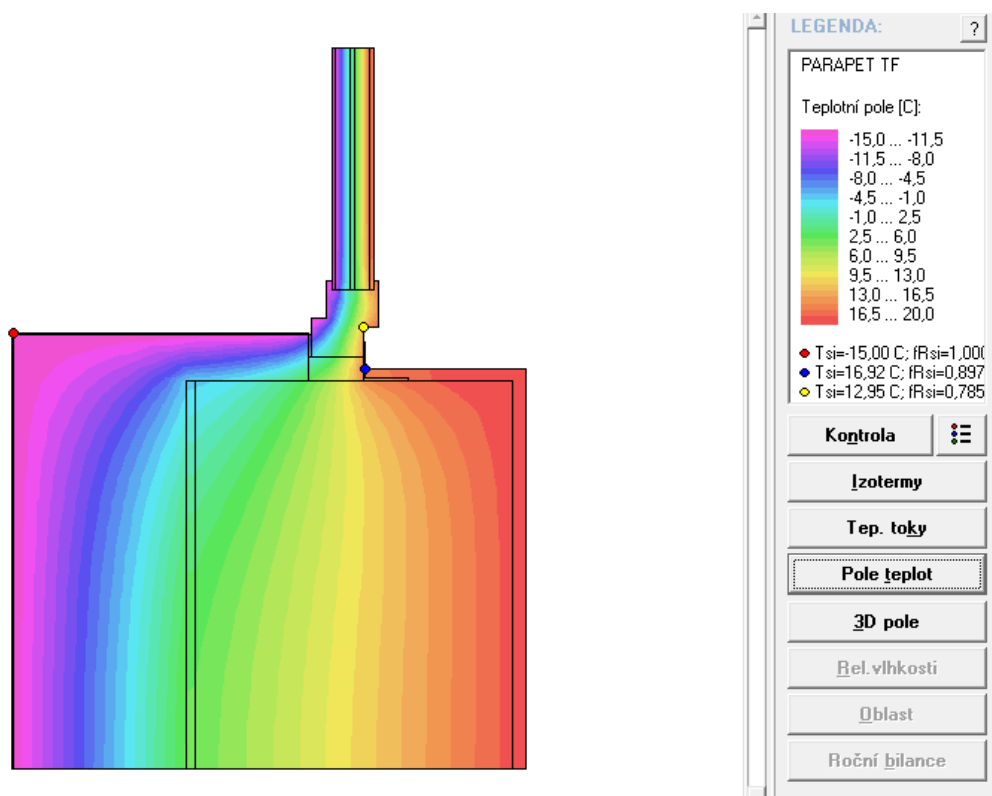 LEGENDA:
?
PARAPET TF
Teplotní pole [C]:
-15,0 ... -11,5
-11,5 ... -8,0
-8,0 ... -4,5
-4,5 ... -1,0
-1,0 ... 2,5
2,5 ... 6,0
6,0 ... 9,5
9,5 ... 13,0
13,0 ... 16,5
16,5 ... 20,0
Tsi=-15,00 C; fRsi=1,000
Tsi=16,92 C; fRsi=0,897
Tsi=12,95 C; fRsi=0,785
Kontrola
Izotermy
Tep. toky
Pole teplot
3D pole
Rel.vlhkosti
Oblast
Roční bilance